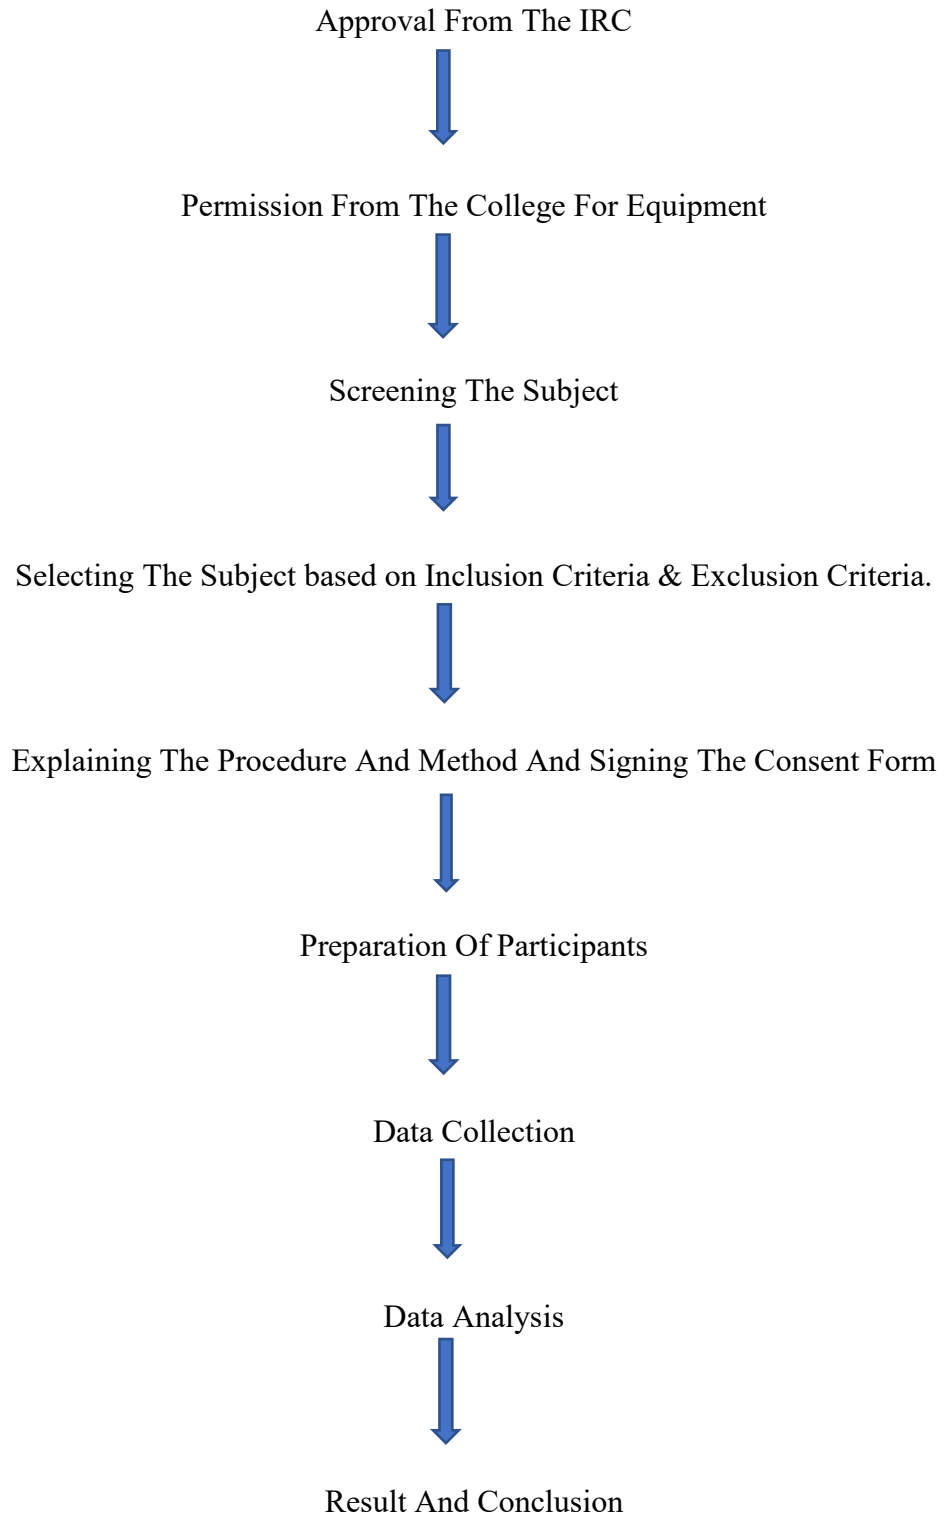 Approval From The IRC
Permission From The College For Equipment
Screening The Subject
Selecting The Subject based on Inclusion Criteria & Exclusion Criteria.
Explaining The Procedure And Method And Signing The Consent Form
Preparation Of Participants
Data Collection
Data Analysis
Result And Conclusion